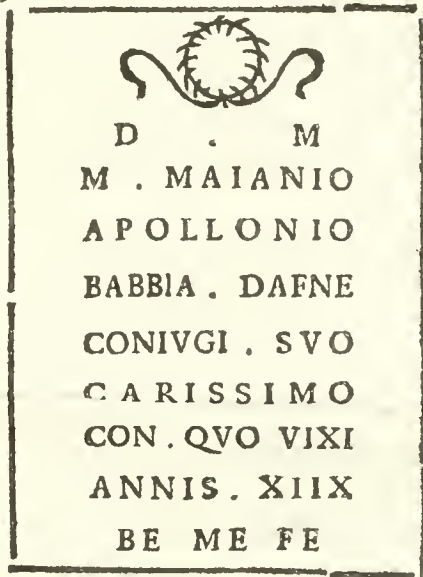 D . M
M . MAIANIO
APOLLONIO
BABBIA . DAFNE
CONIVGI . SVO
CARISSIMO
CON . QVO VIXI
ANNIS . XIIX
BE ME FE